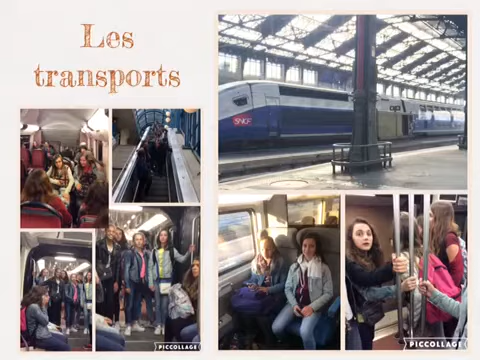 Les
transports
SNCF
PICCOLLAGE
PICCOLLAGE